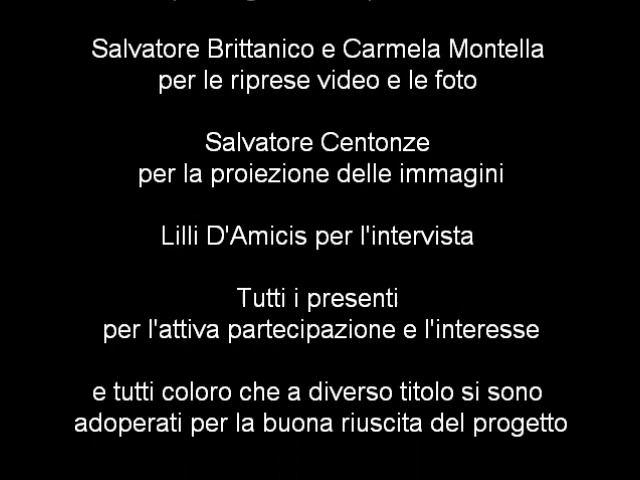 Salvatore Brittanico e Carmela Montella
per le riprese video e le foto
Salvatore Centonze
per la proiezione delle immagini
Lilli D'Amicis per l'intervista
Tutti i presenti
per l'attiva partecipazione e l'interesse
e tutti coloro che a diverso titolo si sono
adoperati per la buona riuscita del progetto